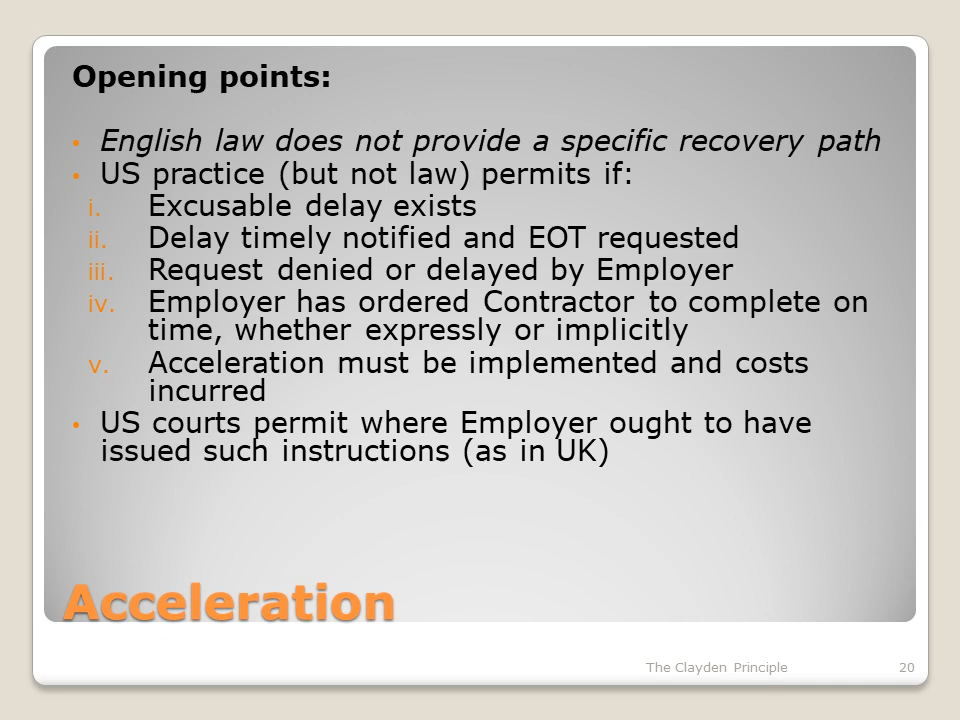 Opening points:
• English law does not provide a specific recovery path
• US practice (but not law) permits if:
i. Excusable delay exists
ii. Delay timely notified and EOT requested
iii. Request denied or delayed by Employer
iv. Employer has ordered Contractor to complete on
time, whether expressly or implicitly
v. Acceleration must be implemented and costs
incurred
• US courts permit where Employer ought to have
issued such instructions (as in UK)
Acceleration
The Clayden Principle 20